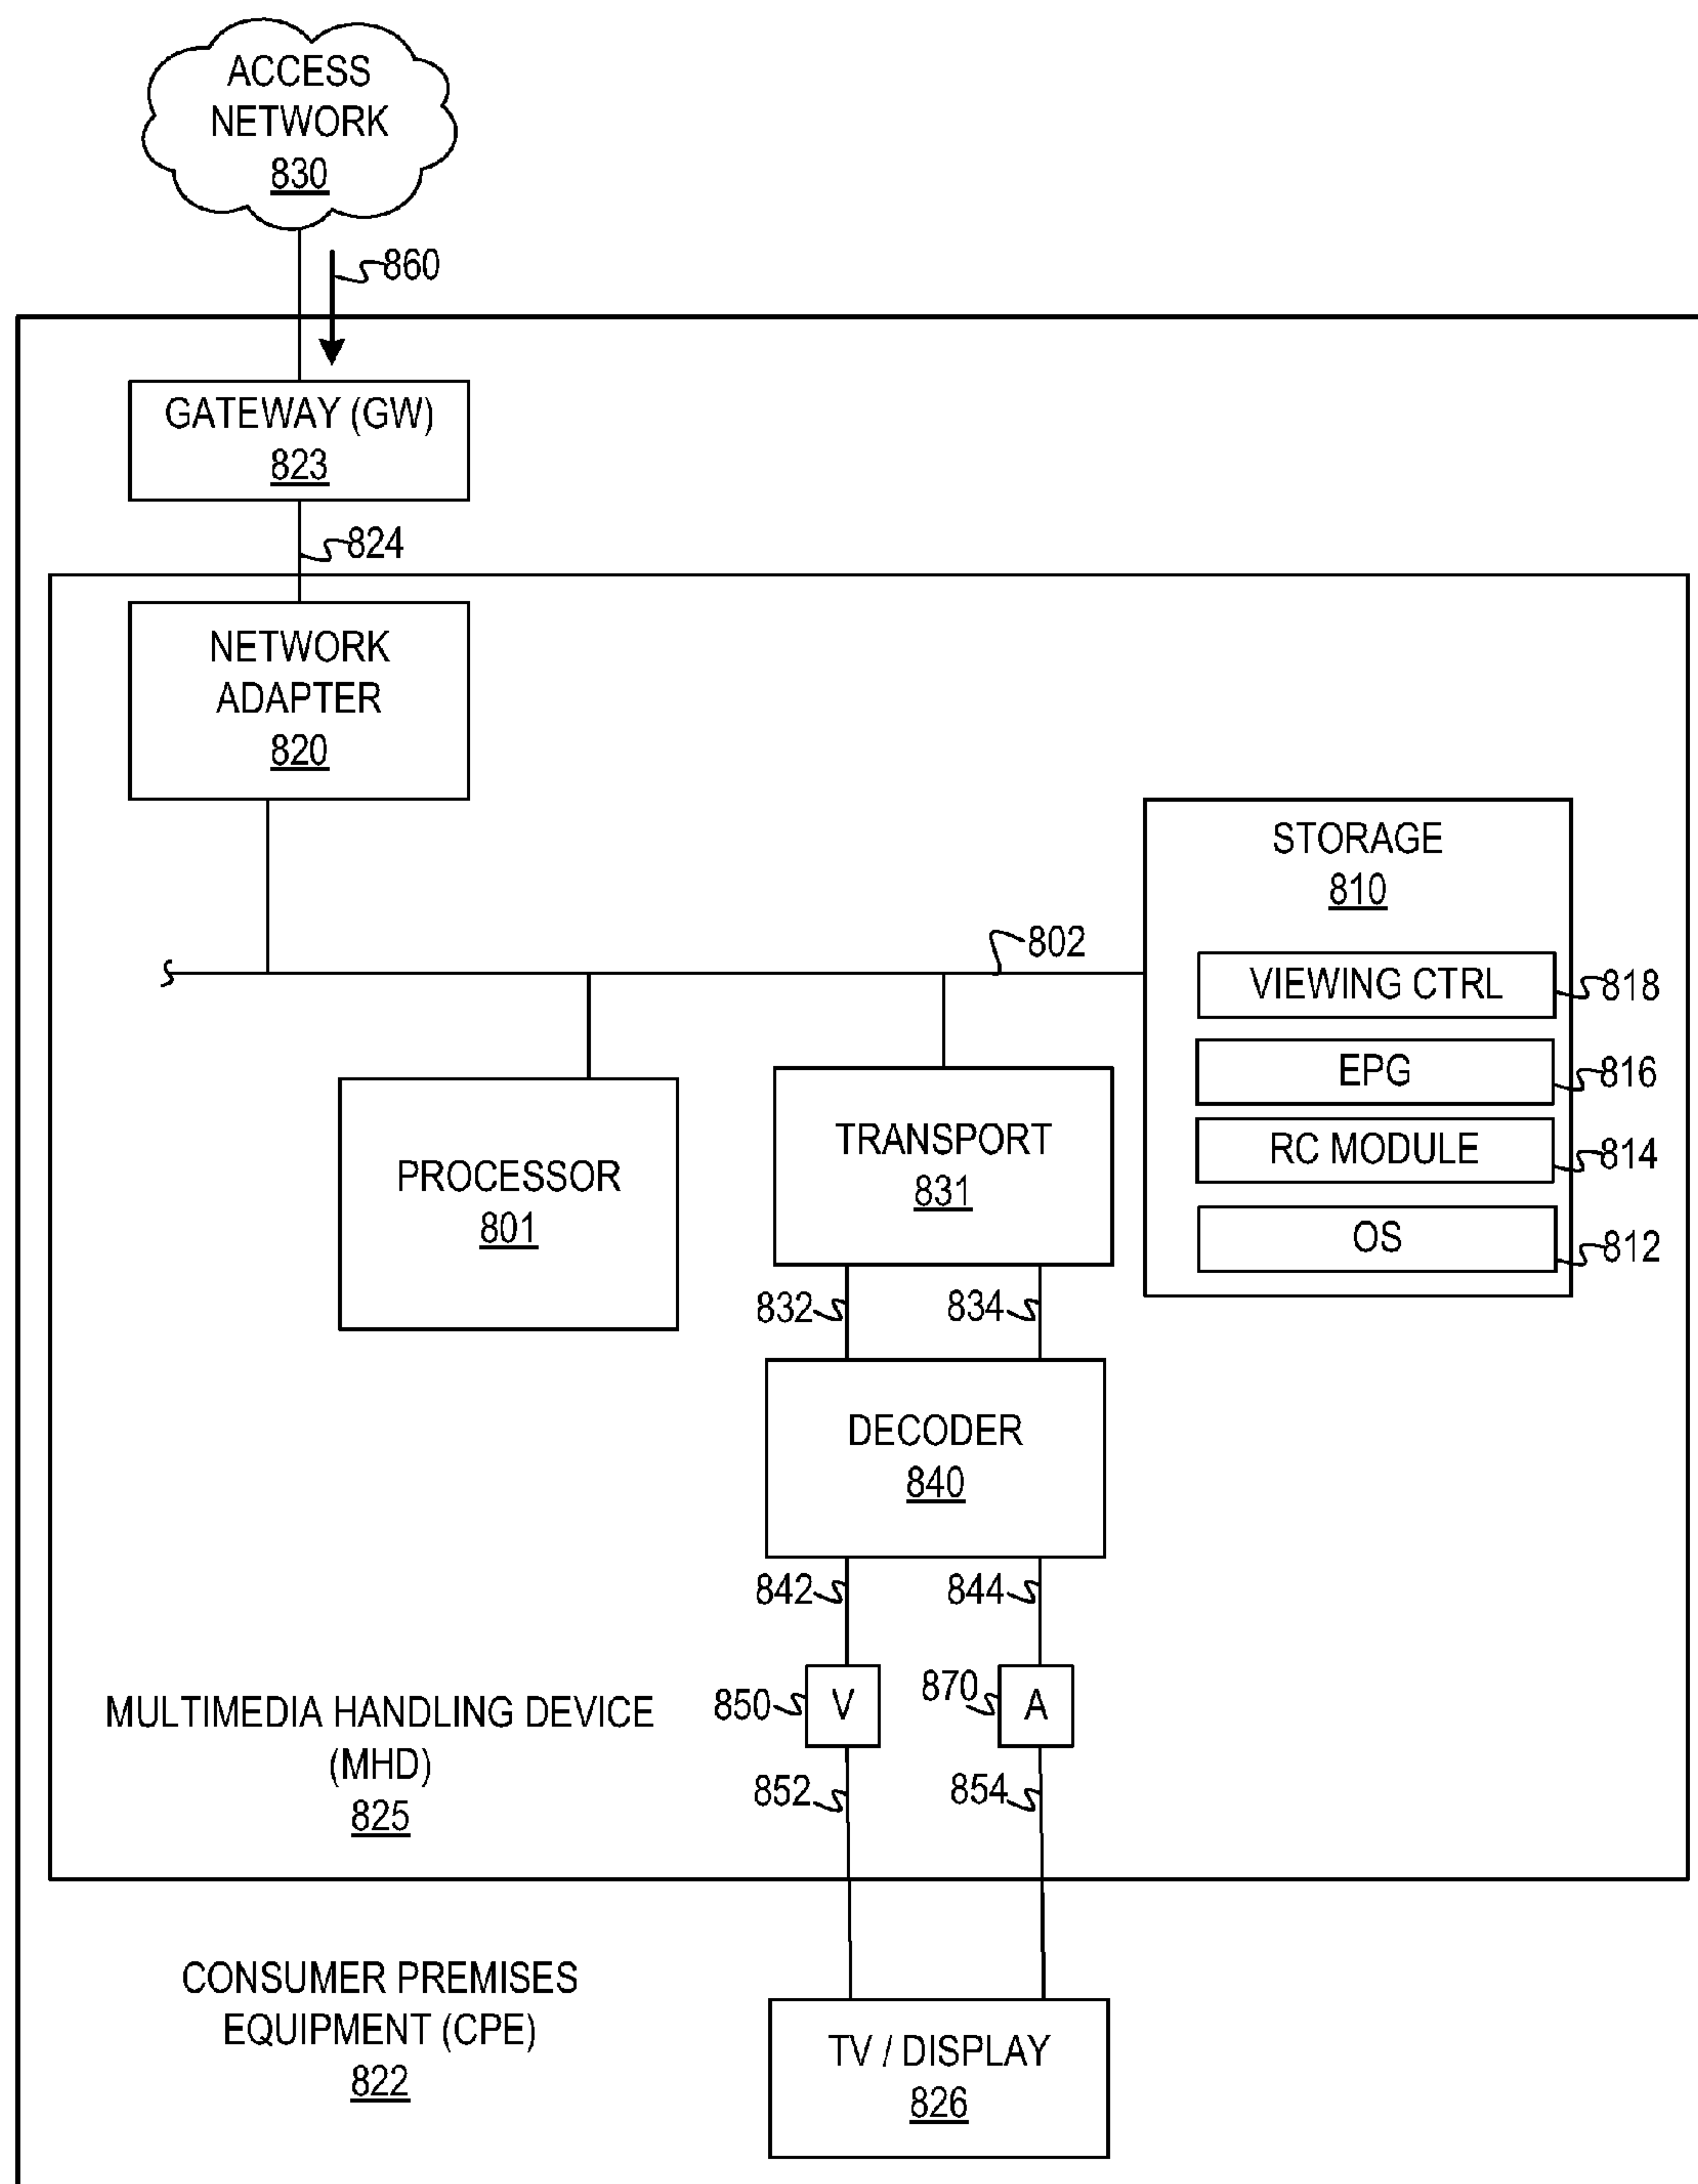 ACCESS
NETWORK
830
860
GATEWAY (GW)
823
824
NETWORK
ADAPTER
820
STORAGE
810
802
VIEWING CTRL
818
EPG
816
RC MODULE
814
OS
812
PROCESSOR
801
TRANSPORT
831
832
834
DECODER
840
842
844
850
V
870
A
MULTIMEDIA HANDLING DEVICE
(MHD)
825
852
854
CONSUMER PREMISES
EQUIPMENT (CPE)
822
TV / DISPLAY
826